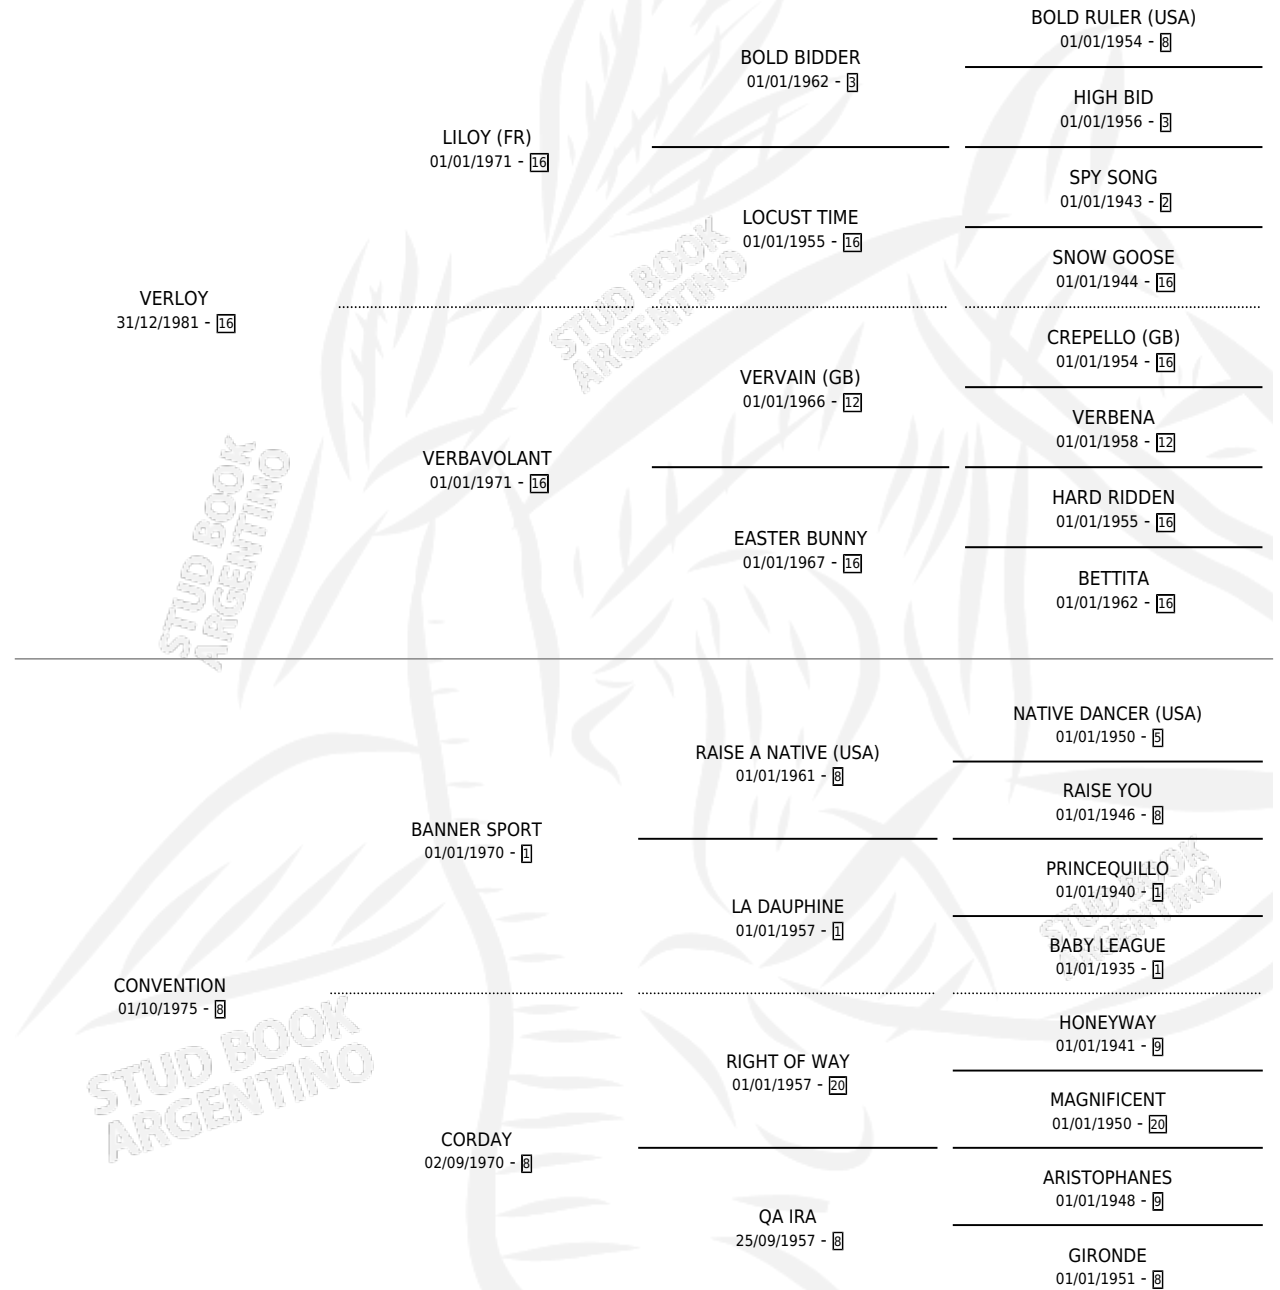 BOLD RULER (USA)
01/01/1954 - 8
BOLD BIDDER
01/01/1962 - 3
HIGH BID
01/01/1956 - 3
LILOY (FR)
01/01/1971 - 16
SPY SONG
01/01/1943 - 2
LOCUST TIME
01/01/1955 - 16
SNOW GOOSE
01/01/1944 - 16
VERLOY
31/12/1981 - 16
STUD BOOK
ARGENTINO
CREPELLO (GB)
01/01/1954 - 16
VERVAIN (GB)
01/01/1966 - 12
VERBENA
01/01/1958 - 12
VERBAVOLANT
01/01/1971 - 16
HARD RIDDEN
01/01/1955 - 16
EASTER BUNNY
01/01/1967 - 16
BETTITA
01/01/1962 - 16
STUD BOOK
ARGENTINO
NATIVE DANCER (USA)
01/01/1950 - 5
RAISE A NATIVE (USA)
01/01/1961 - 8
RAISE YOU
01/01/1946 - 8
BANNER SPORT
01/01/1970 - 1
PRINCEQUILLO
01/01/1940 - 1
LA DAUPHINE
01/01/1957 - 1
BABY LEAGUE
01/01/1935 - 1
STUD BOOK
ARGENTINO
CONVENTION
01/10/1975 - 8
HONEYWAY
01/01/1941 - 9
RIGHT OF WAY
01/01/1957 - 20
MAGNIFICENT
01/01/1950 - 20
STUD BOOK
ARGENTINO
CORDAY
02/09/1970 - 8
ARISTOPHANES
01/01/1948 - 9
QA IRA
25/09/1957 - 8
GIRONDE
01/01/1951 - 8